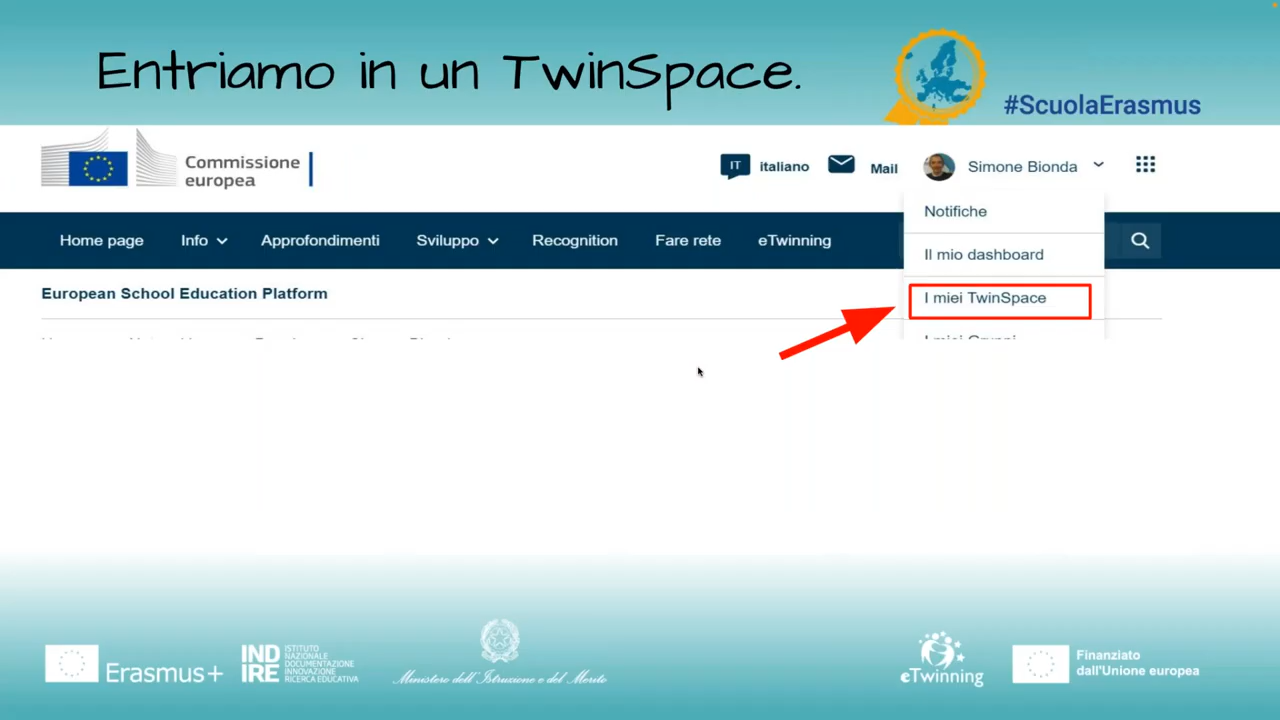 Entriamo in un TwinSpace.
#ScuolaErasmus
Commissione
europea
IT
italiano
Mail
Simone Bionda
Notifiche
Il mio dashboard
I miei TwinSpace
Home page
Info
Approfondimenti
Sviluppo
Recognition
Fare rete
eTwinning
European School Education Platform
Erasmus+
INDIRE
ISTITUTO
NAZIONALE
DOCUMENTAZIONE
INNOVAZIONE
RICERCA EDUCATIVA
Ministero dell'Istruzione e del Merito
eTwinning
Finanziato
dall'Unione europea